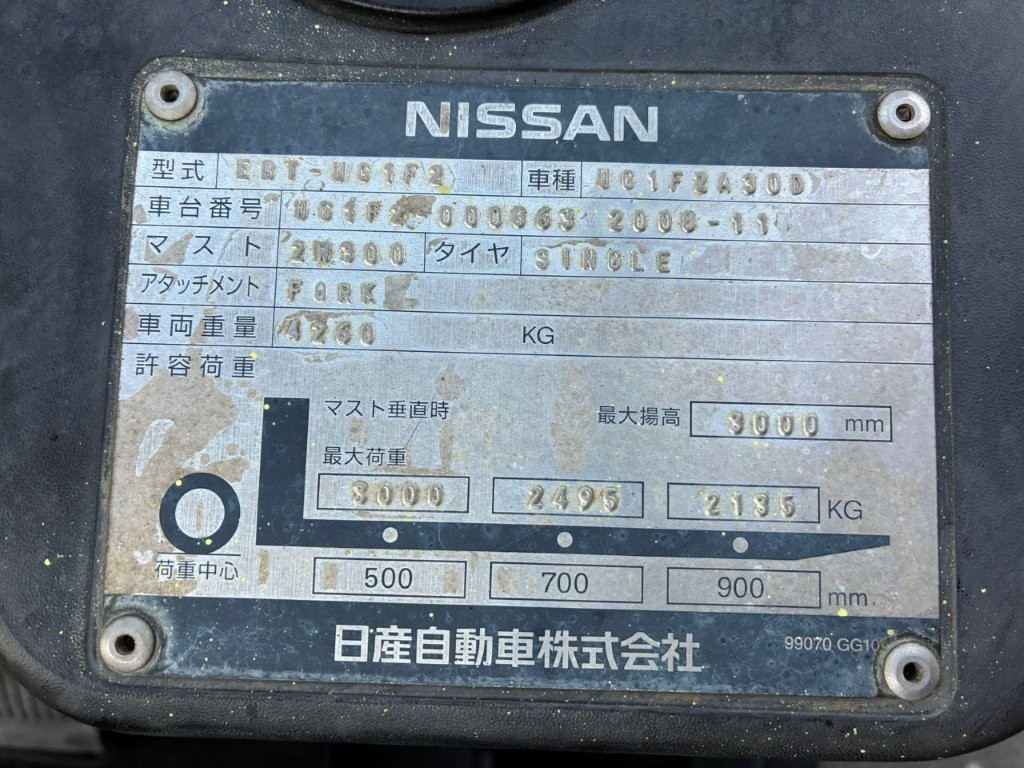 NISSAN
型式 EBT-UG1F2 車種 UG1F2A30D
車台番号 UG1F2 000363 2008-11
マスト 2M300 タイヤ SINGLE
アタッチメント FORK
車両重量 4260 KG
許容荷重
マスト垂直時 最大揚高 3000 mm
最大荷重
3000 2495 2135 KG
荷重中心
500 700 900 mm
日産自動車株式会社 99070